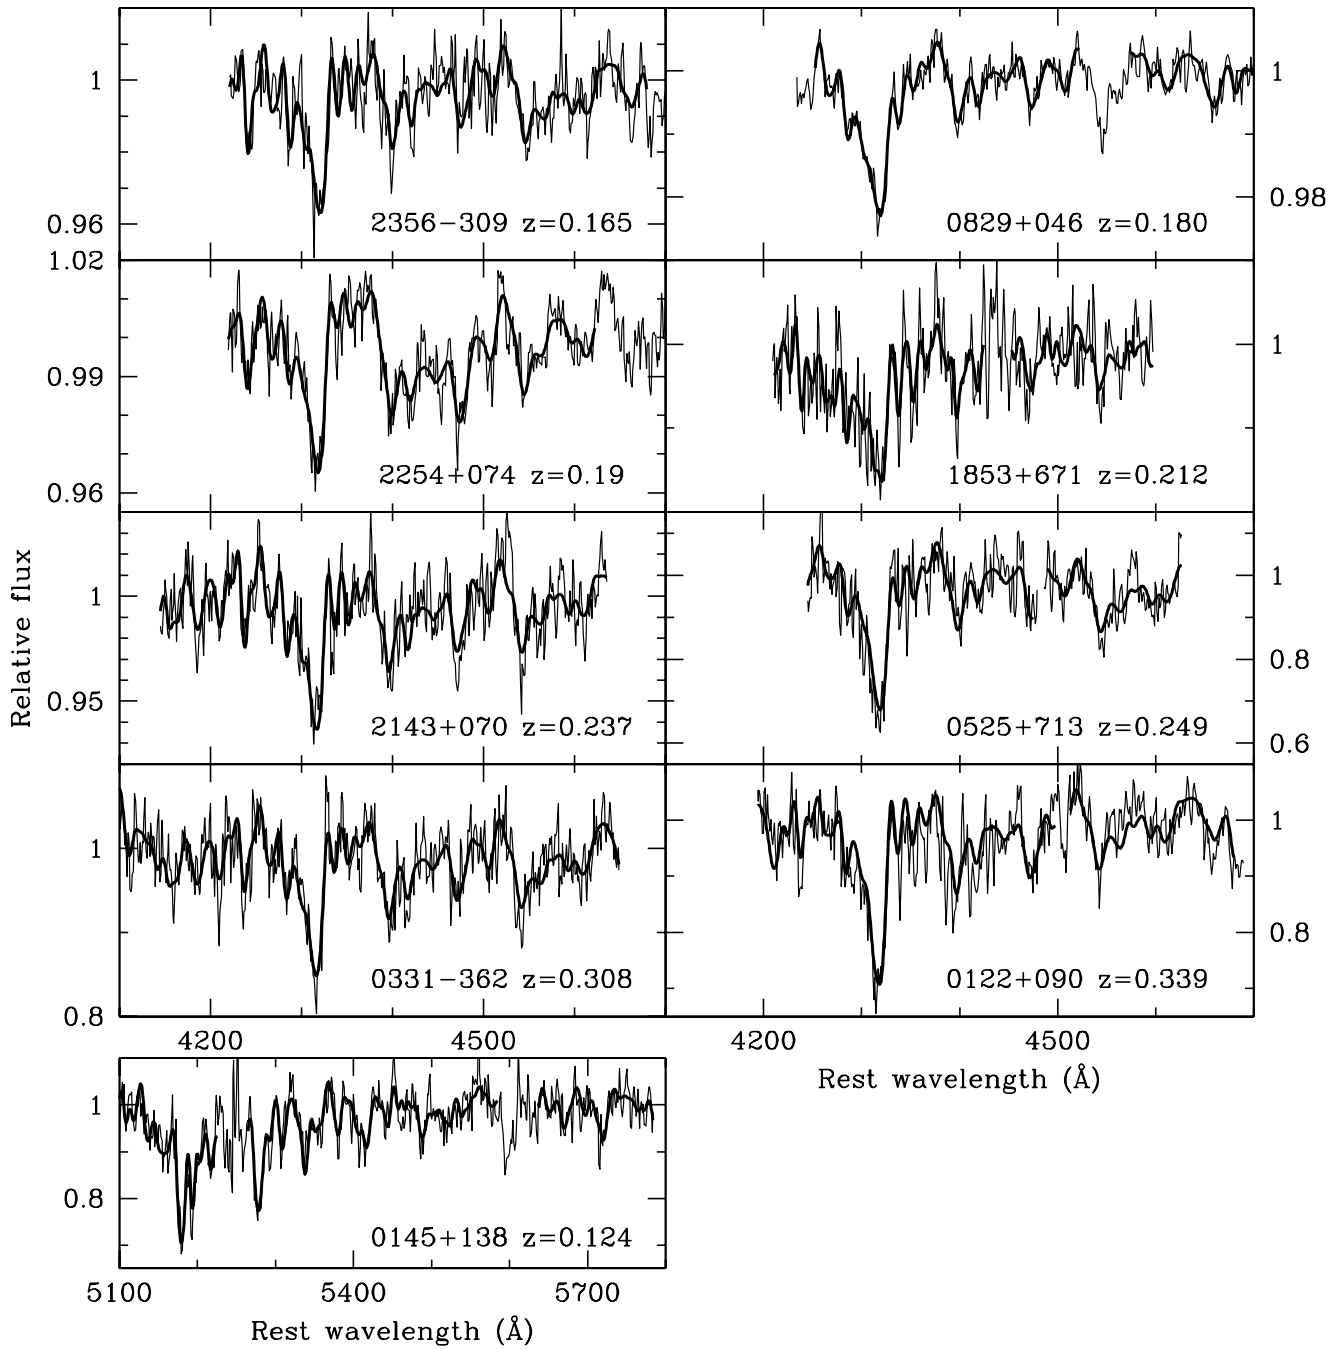 1
0.96
2356−309 z=0.165
1
0.98
0829+046 z=0.180
1.02
0.99
0.96
2254+074 z=0.19
1
1853+671 z=0.212
Relative flux
1
0.95
2143+070 z=0.237
1
0.8
0.6
0525+713 z=0.249
1
0.8
0331−362 z=0.308
4200 4500
1
0.8
0122+090 z=0.339
4200 4500
Rest wavelength (Å)
1
0.8
0145+138 z=0.124
5100 5400 5700
Rest wavelength (Å)